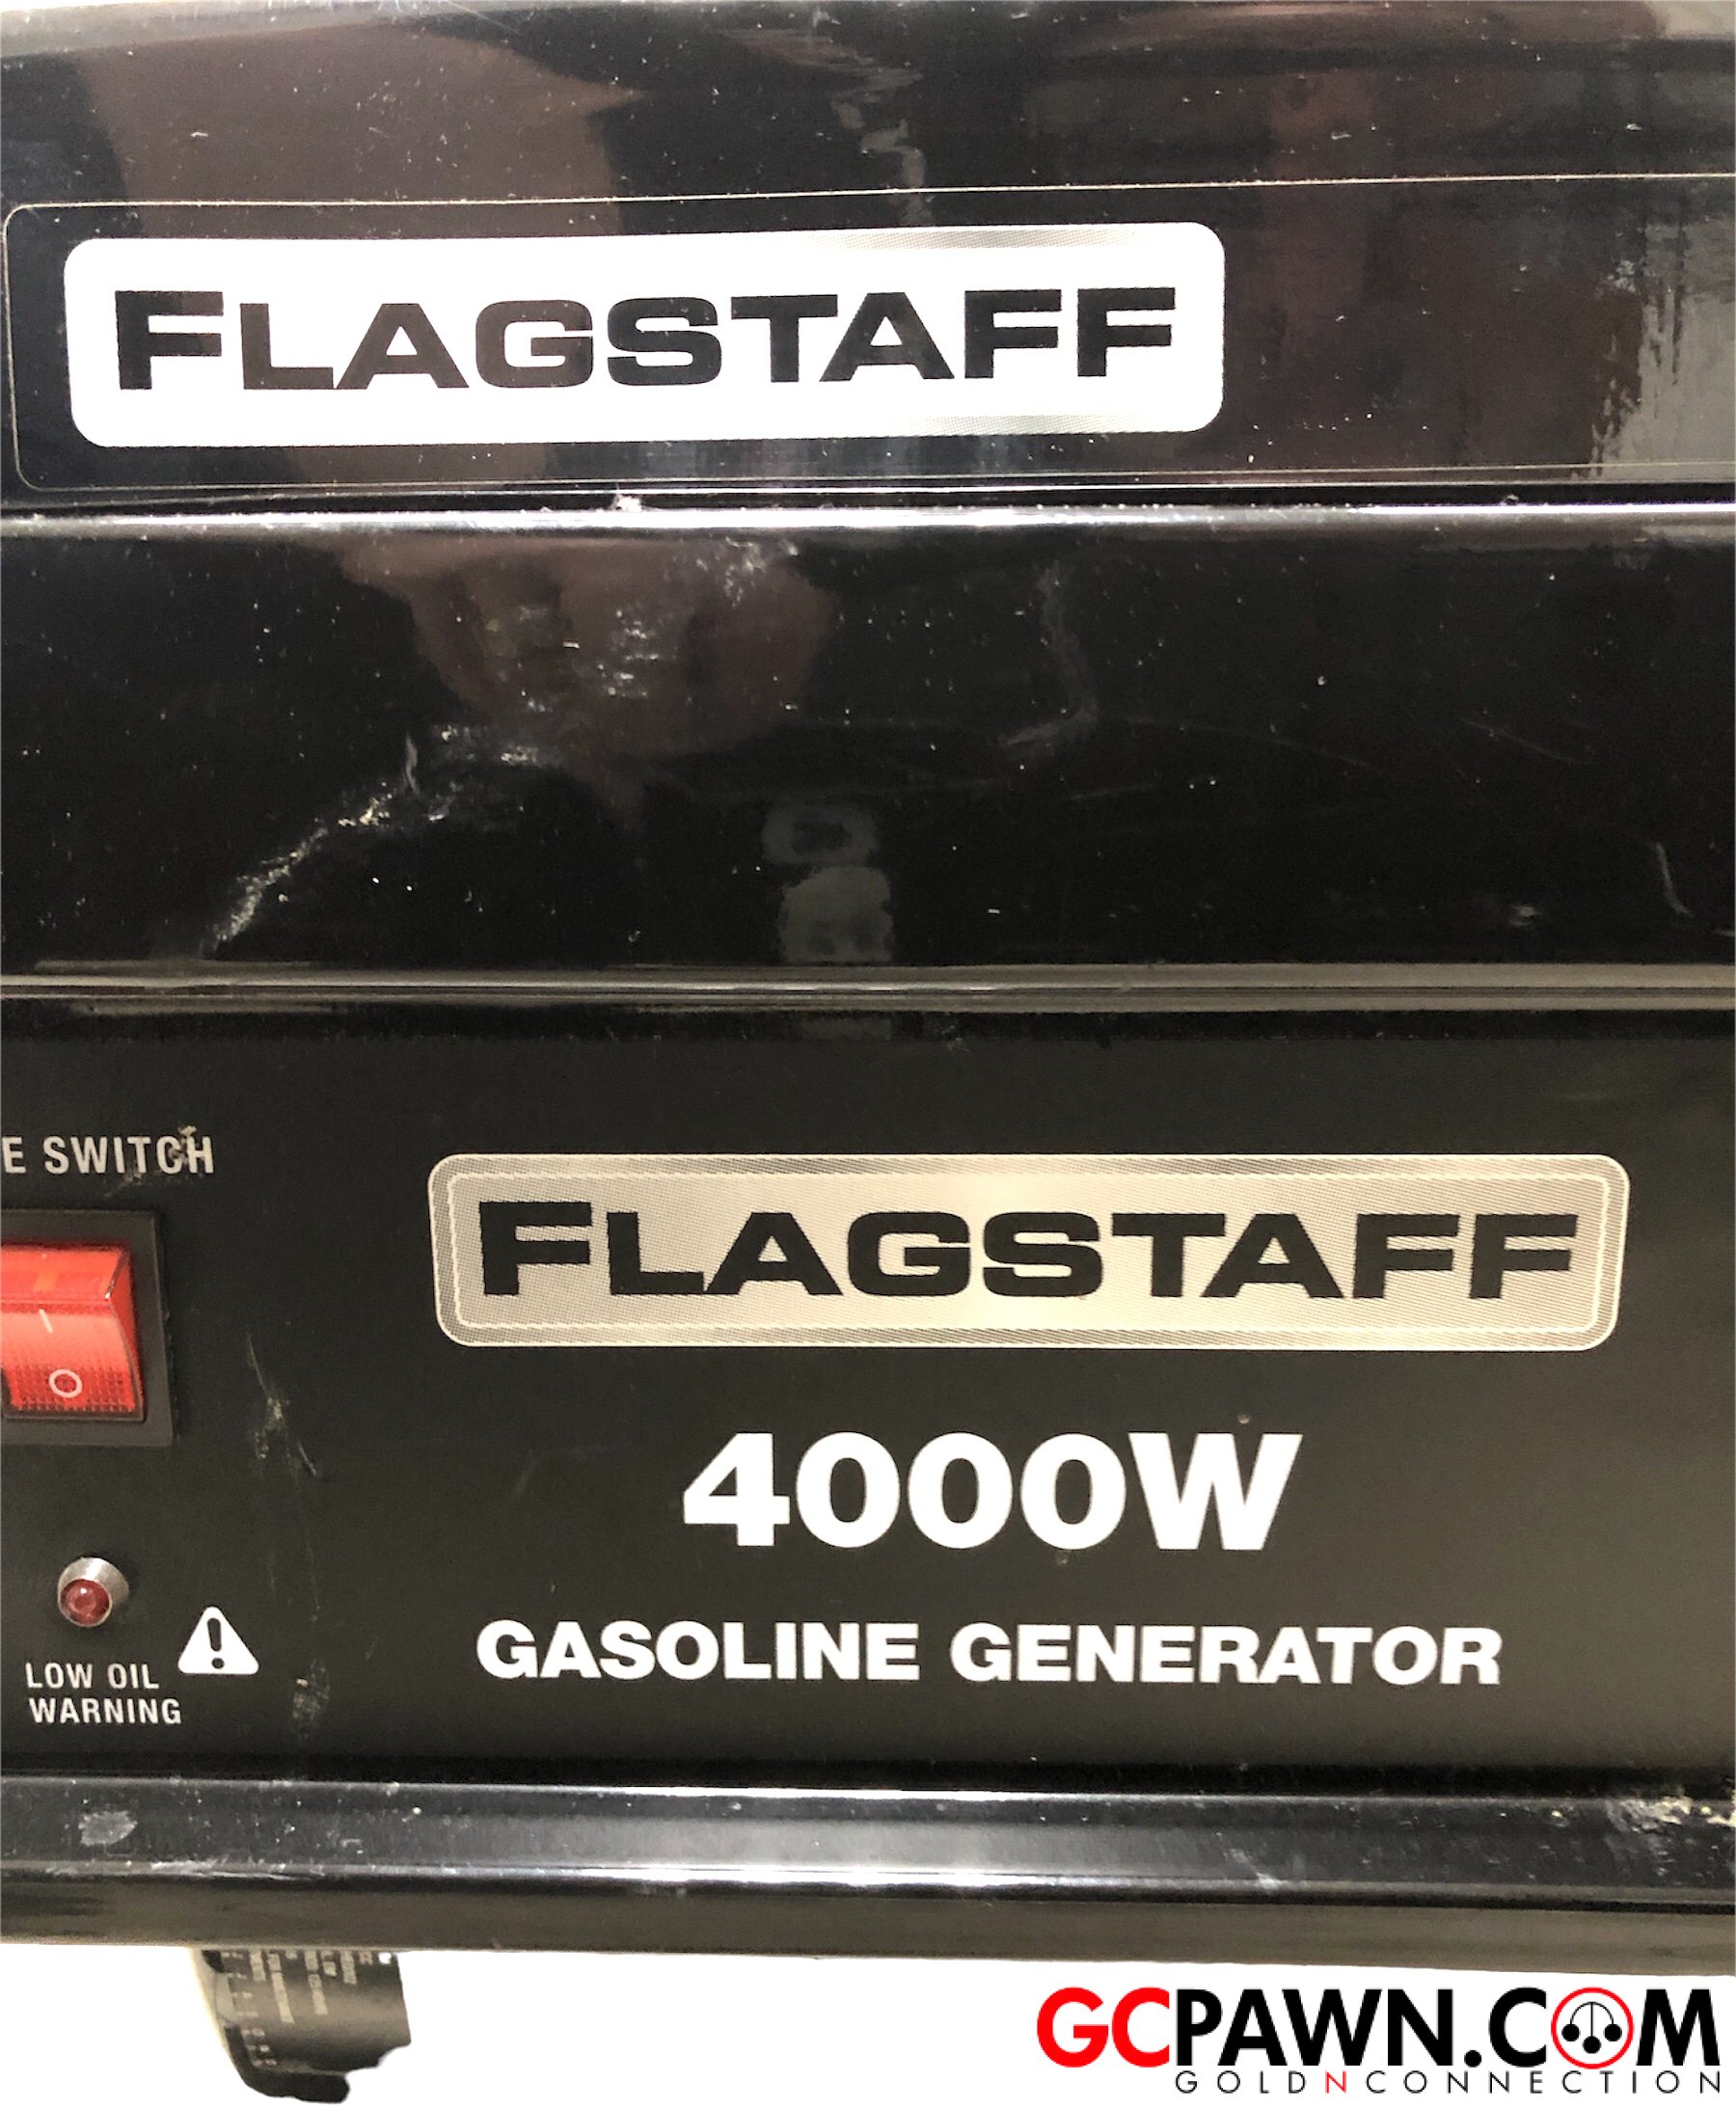 FLAGSTAFF
E SWITCH
FLAGSTAFF
4000W
GASOLINE GENERATOR
LOW OIL
WARNING
GCPAWN.COM
GOLDNCONNECTION